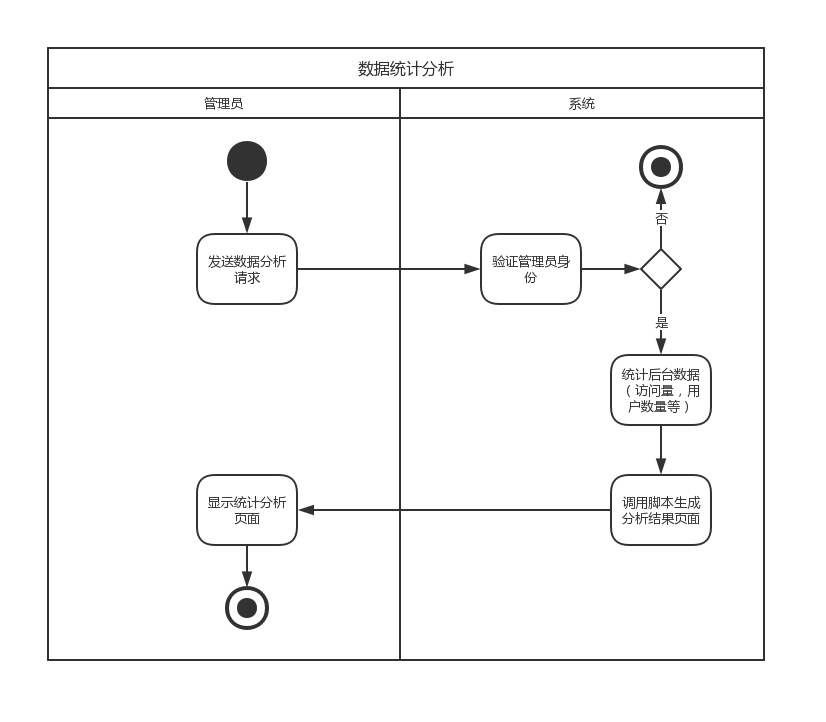 数据统计分析
管理员
系统
否
发送数据分析
请求
验证管理员身
份
是
统计后台数据
（访问量，用
户数量等）
显示统计分析
页面
调用脚本生成
分析结果页面